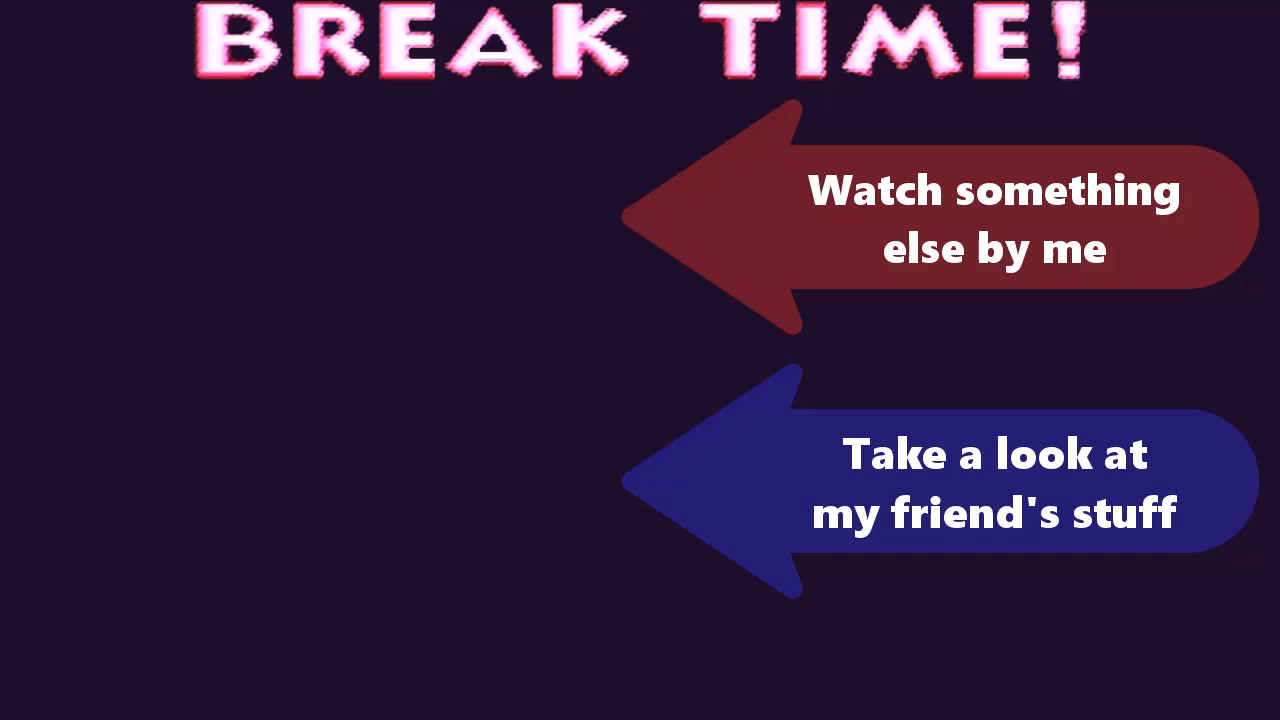 BREAK TIME!
Watch something
else by me
Take a look at
my friend's stuff